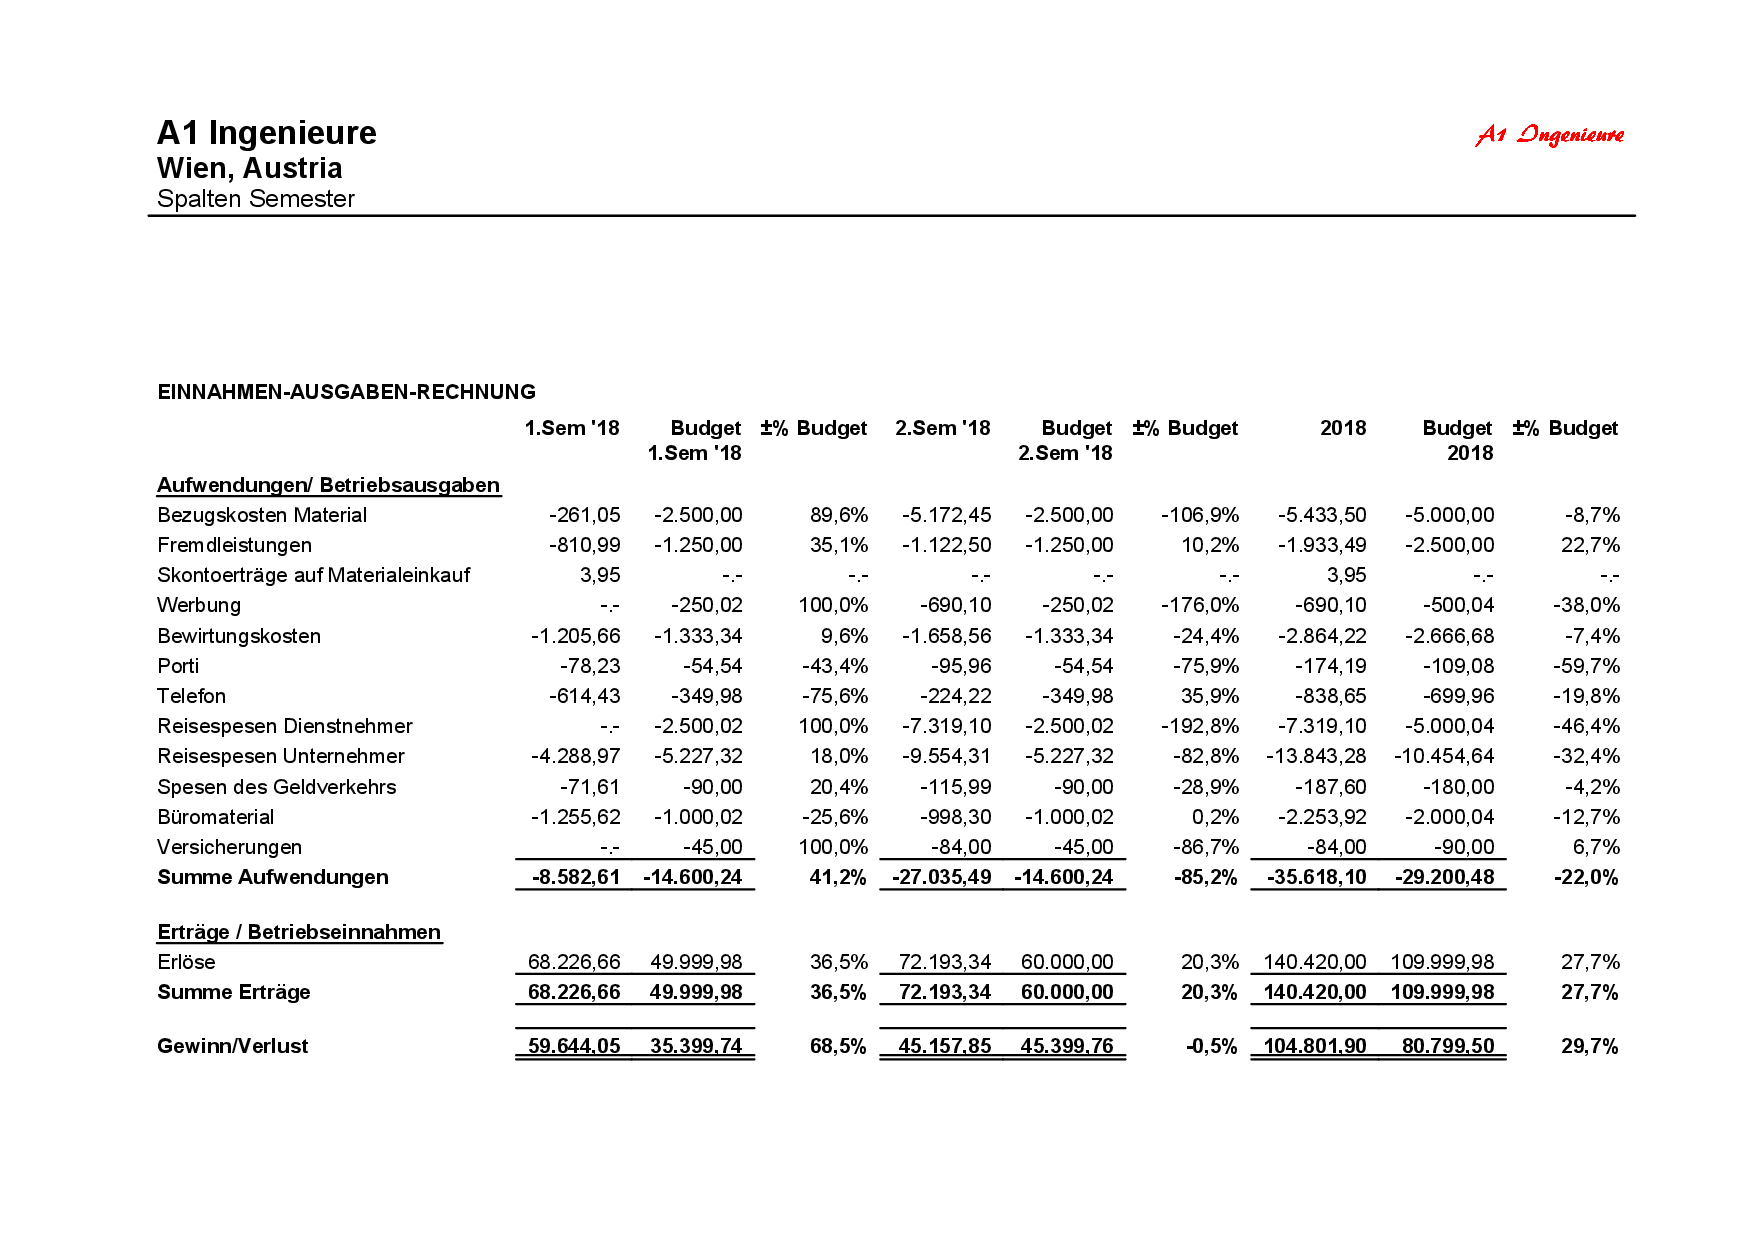 A1 Ingenieure
A1 Ingenieure
Wien, Austria
Spalten Semester
EINNAHMEN-AUSGABEN-RECHNUNG
1.Sem '18 Budget ±% Budget 2.Sem '18 Budget ±% Budget 2018 Budget ±% Budget
1.Sem '18 2.Sem '18 2018
Aufwendungen/ Betriebsausgaben
Bezugskosten Material -261,05 -2.500,00 89,6% -5.172,45 -2.500,00 -106,9% -5.433,50 -5.000,00 -8,7%
Fremdleistungen -810,99 -1.250,00 35,1% -1.122,50 -1.250,00 10,2% -1.933,49 -2.500,00 22,7%
Skontoerträge auf Materialeinkauf 3,95 -.- -.- -.- -.- -.- 3,95 -.- -.-
Werbung -.- -250,02 100,0% -690,10 -250,02 -176,0% -690,10 -500,04 -38,0%
Bewirtungskosten -1.205,66 -1.333,34 9,6% -1.658,56 -1.333,34 -24,4% -2.864,22 -2.666,68 -7,4%
Porti -78,23 -54,54 -43,4% -95,96 -54,54 -75,9% -174,19 -109,08 -59,7%
Telefon -614,43 -349,98 -75,6% -224,22 -349,98 35,9% -838,65 -699,96 -19,8%
Reisespesen Dienstnehmer -.- -2.500,02 100,0% -7.319,10 -2.500,02 -192,8% -7.319,10 -5.000,04 -46,4%
Reisespesen Unternehmer -4.288,97 -5.227,32 18,0% -9.554,31 -5.227,32 -82,8% -13.843,28 -10.454,64 -32,4%
Spesen des Geldverkehrs -71,61 -90,00 20,4% -115,99 -90,00 -28,9% -187,60 -180,00 -4,2%
Büromaterial -1.255,62 -1.000,02 -25,6% -998,30 -1.000,02 0,2% -2.253,92 -2.000,04 -12,7%
Versicherungen -.- -45,00 100,0% -84,00 -45,00 -86,7% -84,00 -90,00 6,7%
Summe Aufwendungen -8.582,61 -14.600,24 41,2% -27.035,49 -14.600,24 -85,2% -35.618,10 -29.200,48 -22,0%
Erträge / Betriebseinnahmen
Erlöse 68.226,66 49.999,98 36,5% 72.193,34 60.000,00 20,3% 140.420,00 109.999,98 27,7%
Summe Erträge 68.226,66 49.999,98 36,5% 72.193,34 60.000,00 20,3% 140.420,00 109.999,98 27,7%
Gewinn/Verlust 59.644,05 35.399,74 68,5% 45.157,85 45.399,76 -0,5% 104.801,90 80.799,50 29,7%